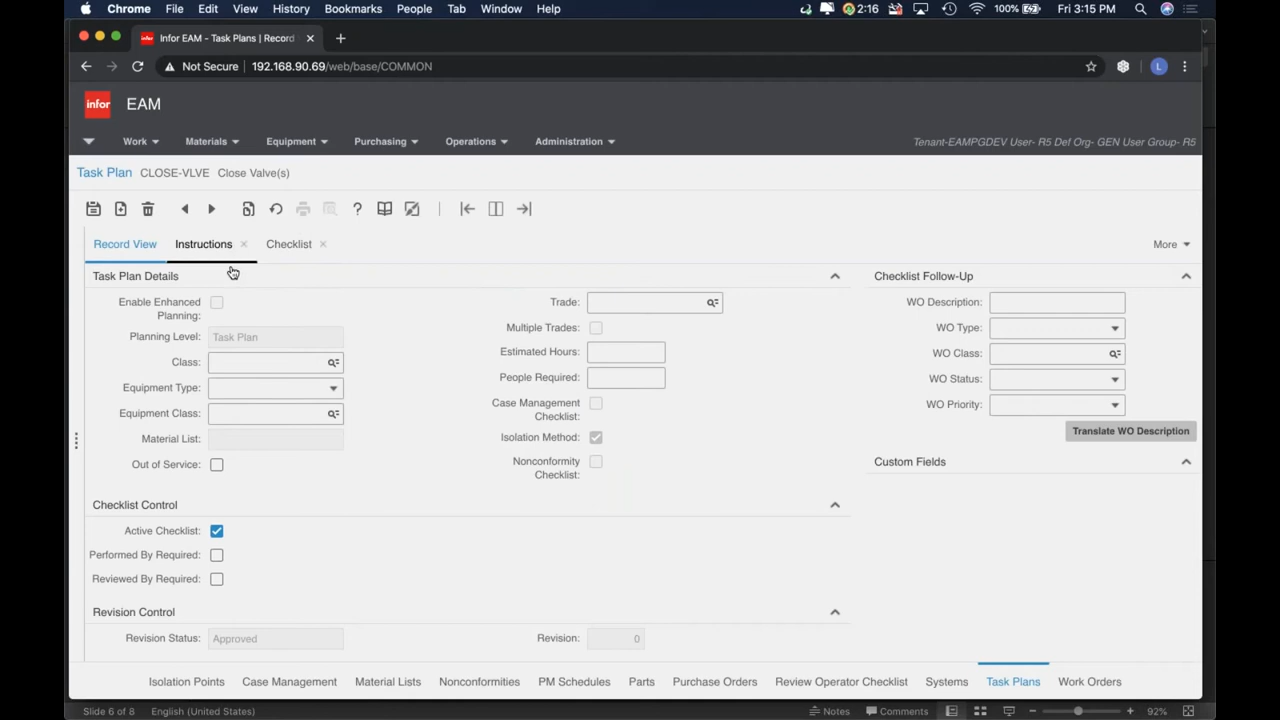 Chrome File Edit View History Bookmarks People Tab Window Help 2:16 100% Fri 3:15 PM
infor Infor EAM - Task Plans | Record
Not Secure 192.168.90.69/web/base/COMMON L
infor EAM
Work Materials Equipment Purchasing Operations Administration Tenant-EAMPGDEV User- R5 Def Org- GEN User Group- R5
Task Plan CLOSE-VLVE Close Valve(s)
Record View Instructions Checklist More
Task Plan Details Checklist Follow-Up
Enable Enhanced Planning: Trade: WO Description:
Multiple Trades: WO Type:
Planning Level: Task Plan Estimated Hours: WO Class:
Class: People Required: WO Status:
Equipment Type: Case Management Checklist: WO Priority:
Equipment Class: Isolation Method: Translate WO Description
Material List: Nonconformity Checklist: Custom Fields
Out of Service:
Checklist Control
Active Checklist:
Performed By Required:
Reviewed By Required:
Revision Control
Revision Status: Approved Revision: 0
Isolation Points Case Management Material Lists Nonconformities PM Schedules Parts Purchase Orders Review Operator Checklist Systems Task Plans Work Orders
Slide 6 of 8 English (United States) Notes Comments 92%